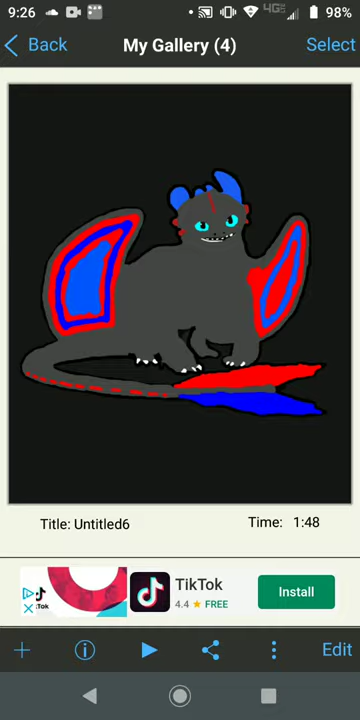 9:26
4G
98%
Back
My Gallery (4)
Select
Title: Untitled6
Time: 1:48
TikTok
4.4 ★ FREE
Install
Edit